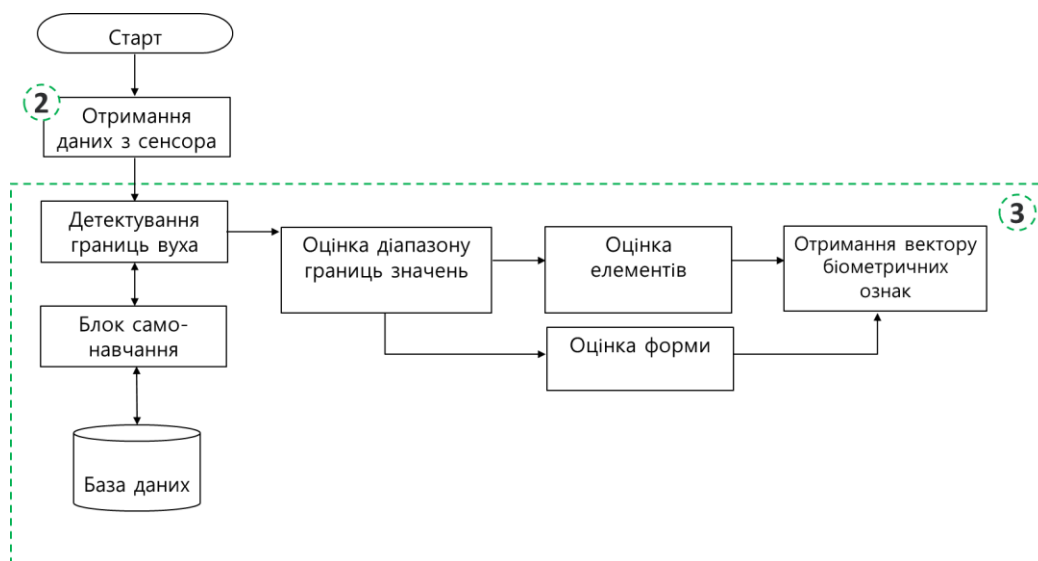 Старт
2
Отримання
даних з сенсора
3
Детектування
границь вуха
Оцінка діапазону
границь значень
Оцінка
елементів
Отримання вектору
біометричних
ознак
Блок само-
навчання
Оцінка форми
База даних